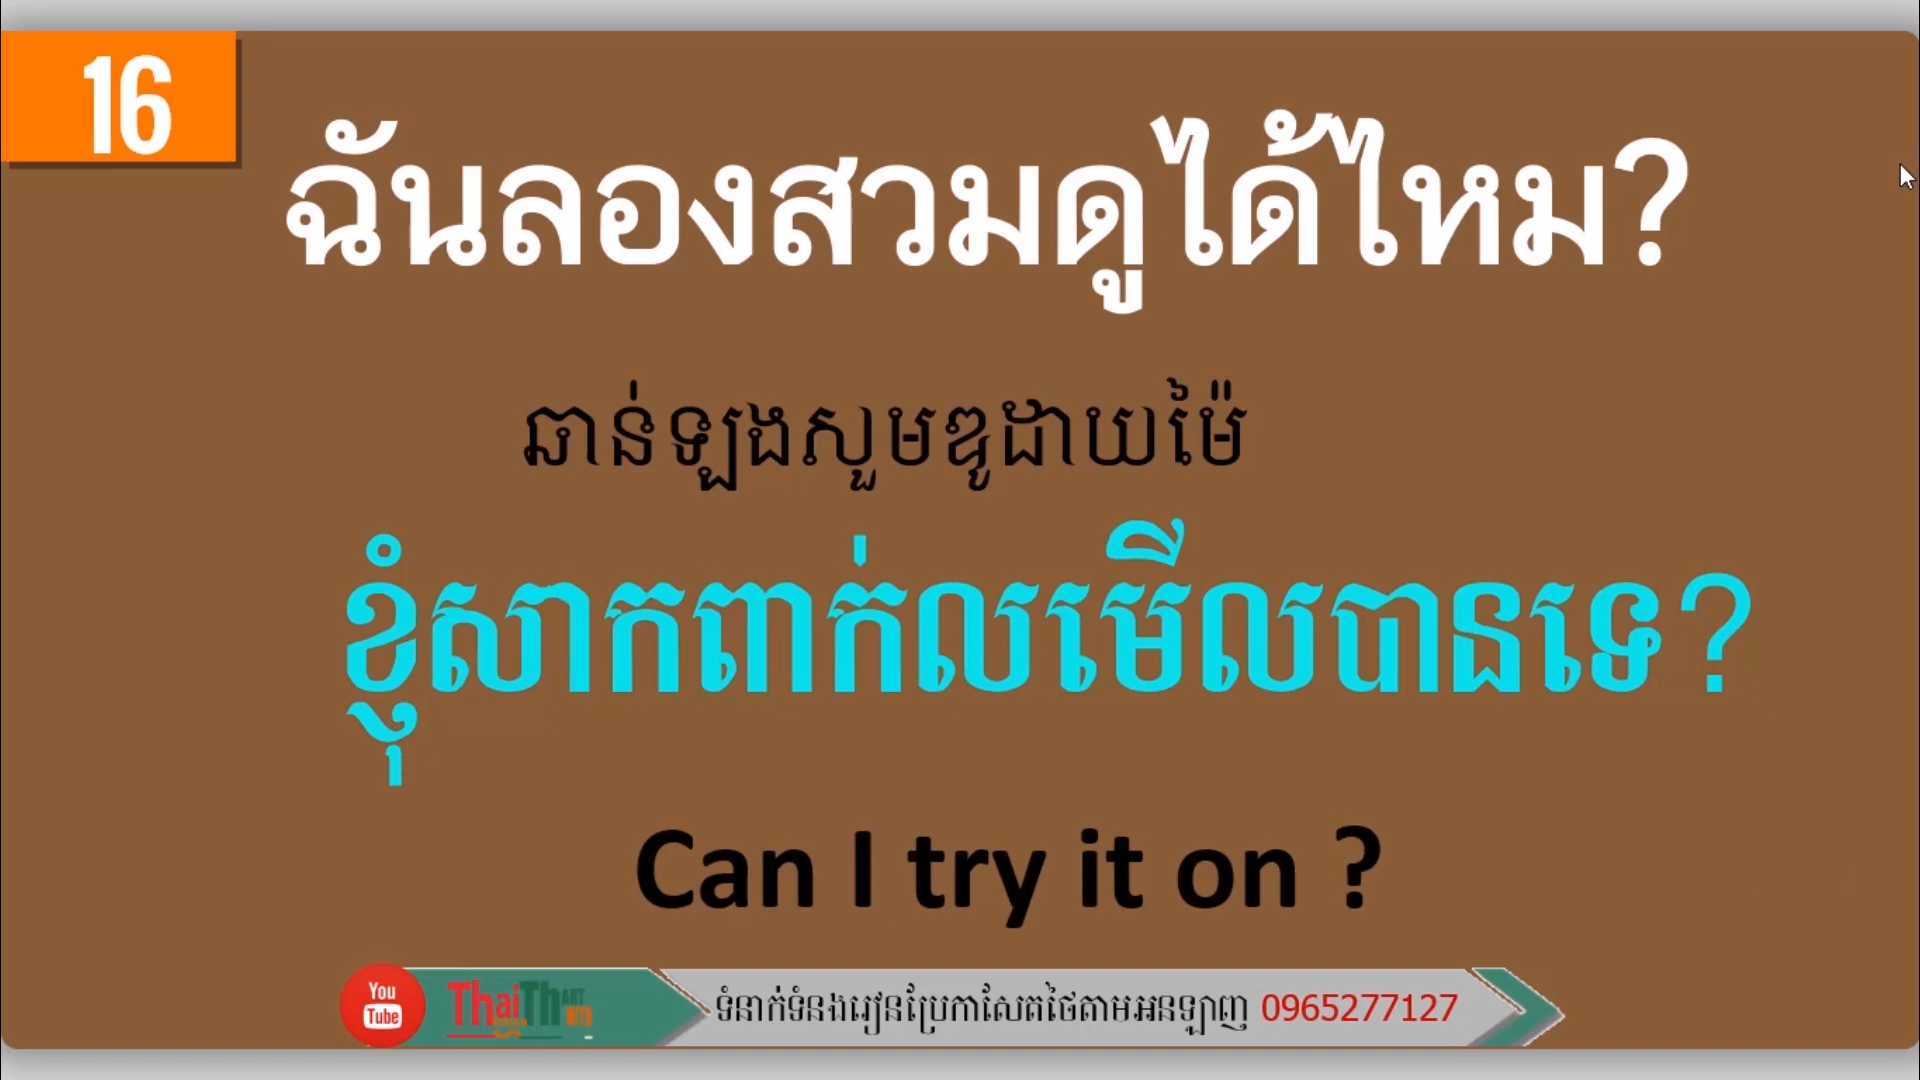 16
ฉันลองสวมดูได้ไหม?
ឆាន់ឡងសួមឌូដាយម៉ៃ
ខ្ញុំសាកពាក់លមើលបានទេ?
Can I try it on ?
You
Tube
ThaiTh
ទំនាក់ទំនងរៀនប្រែកាសែតថៃតាមអនឡាញ 0965277127